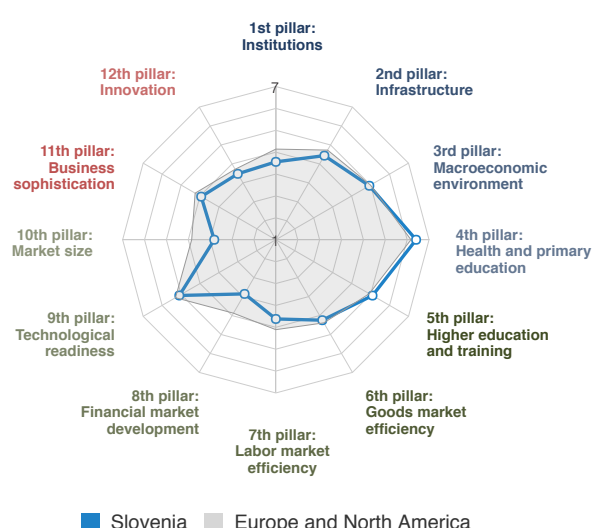 1st pillar:
Institutions
2nd pillar:
Infrastructure
3rd pillar:
Macroeconomic
environment
4th pillar:
Health and primary
education
5th pillar:
Higher education
and training
6th pillar:
Goods market
efficiency
7th pillar:
Labor market
efficiency
8th pillar:
Financial market
development
9th pillar:
Technological
readiness
10th pillar:
Market size
11th pillar:
Business
sophistication
12th pillar:
Innovation
7
1
Slovenia Europe and North America